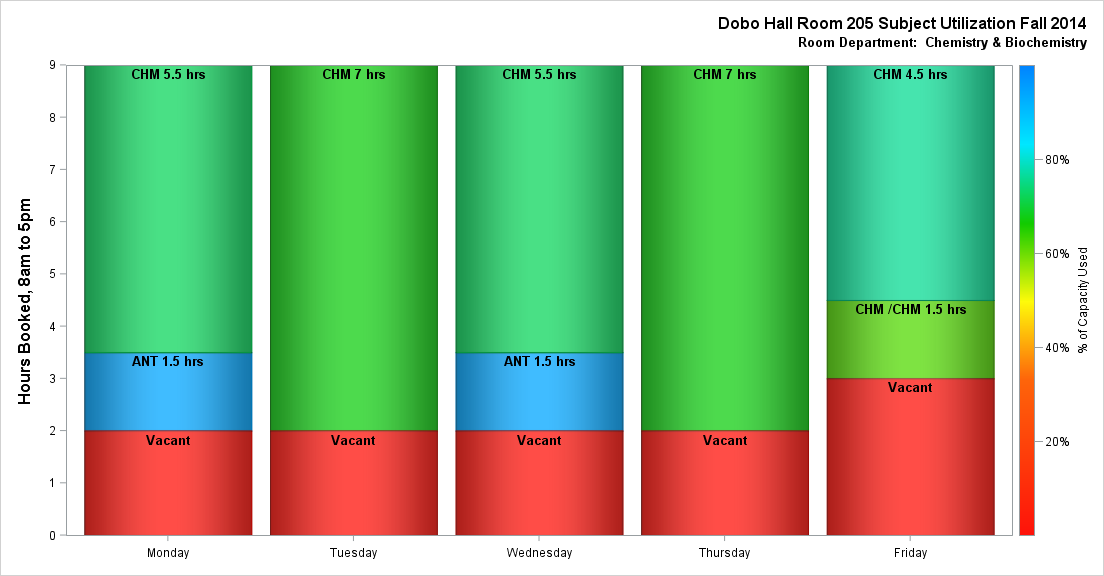 Dobo Hall Room 205 Subject Utilization Fall 2014
Room Department: Chemistry & Biochemistry
Hours Booked, 8am to 5pm
9
8
7
6
5
4
3
2
1
0
CHM 5.5 hrs
ANT 1.5 hrs
Vacant
CHM 7 hrs
Vacant
CHM 5.5 hrs
ANT 1.5 hrs
Vacant
CHM 7 hrs
Vacant
CHM 4.5 hrs
CHM /CHM 1.5 hrs
Vacant
Monday
Tuesday
Wednesday
Thursday
Friday
80%
60%
40%
20%
% of Capacity Used